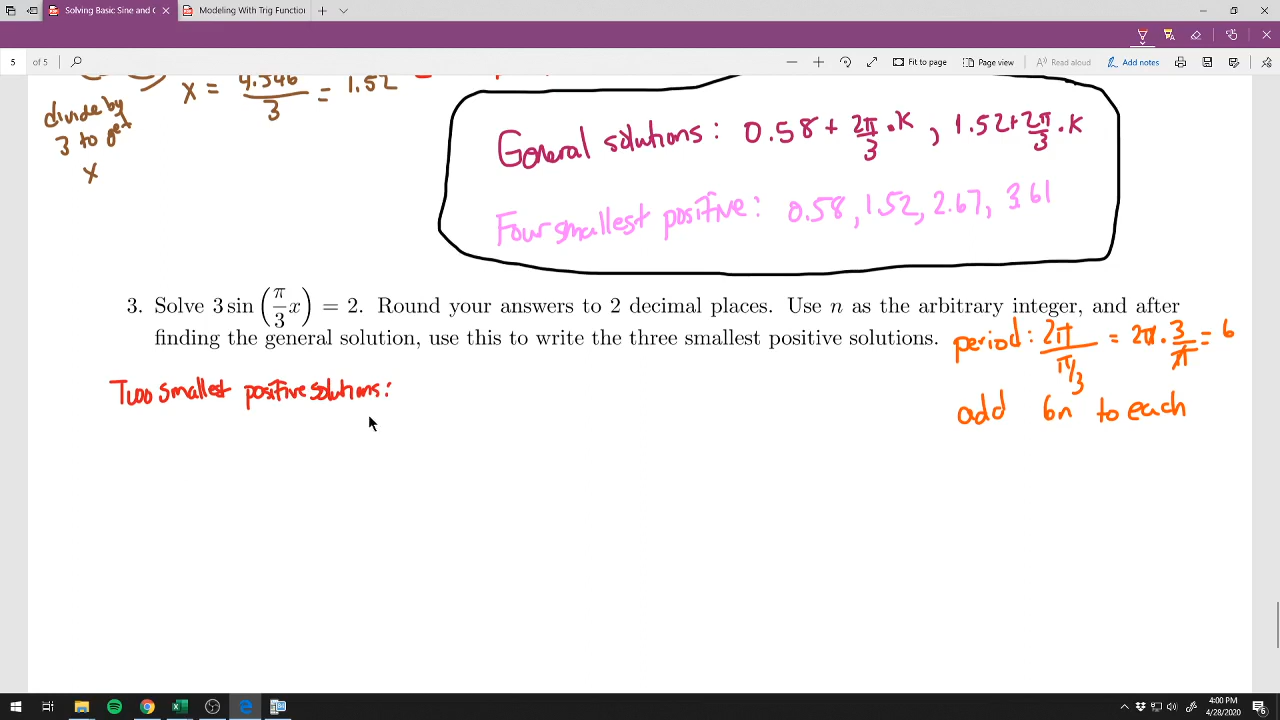 Solving Basic Sine and C
Modeling With Trig Function
5 of 5
Fit to page
Page view
Read aloud
Add notes
divide by
3 to get
x
x = 4.546/3 = 1.52
General solutions: 0.58 + 2π/3 · k, 1.52 + 2π/3 · k
Four smallest positive: 0.58, 1.52, 2.67, 3.61
3. Solve 3 sin (π/3 x) = 2. Round your answers to 2 decimal places. Use n as the arbitrary integer, and after
finding the general solution, use this to write the three smallest positive solutions.
period: 2π/(π/3) = 2π · 3/π = 6
add 6n to each
Two smallest positive solutions:
4:00 PM
4/28/2020